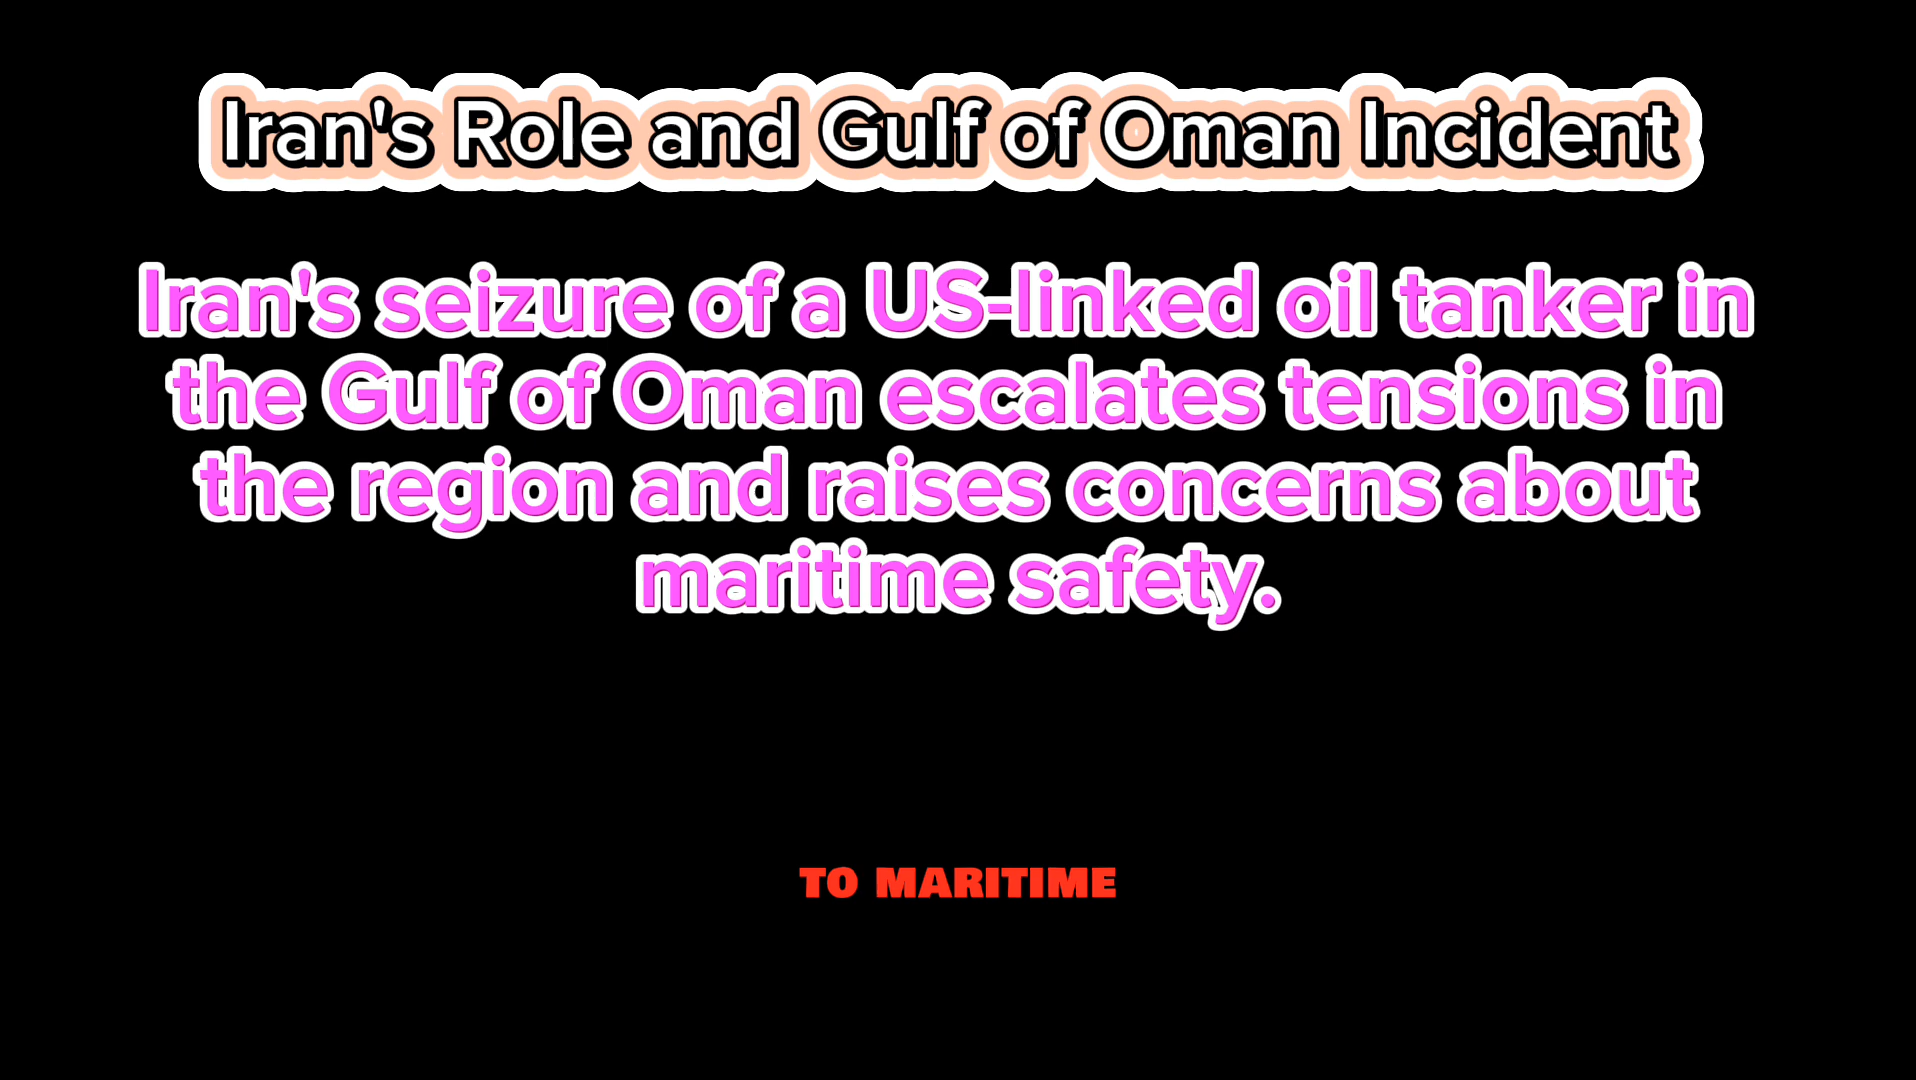 Iran's Role and Gulf of Oman Incident
Iran's seizure of a US-linked oil tanker in
the Gulf of Oman escalates tensions in
the region and raises concerns about
maritime safety.
TO MARITIME